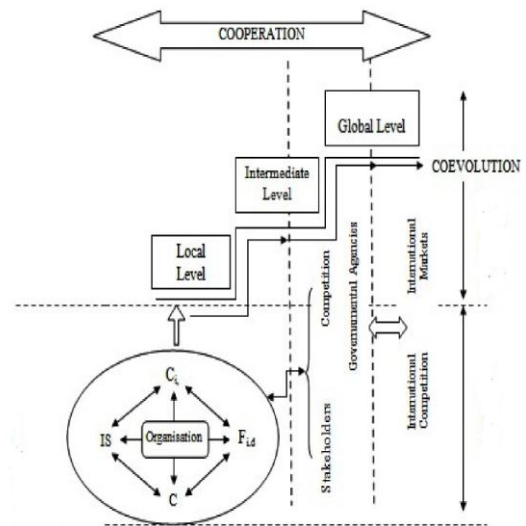 COOPERATION
Global Level
Intermediate
Level
COEVOLUTION
Local
Level
Competition
Governmental Agencies
International
Markets
Stakeholders
International
Competition
Ci,
IS
Organisation
Fi,d
C